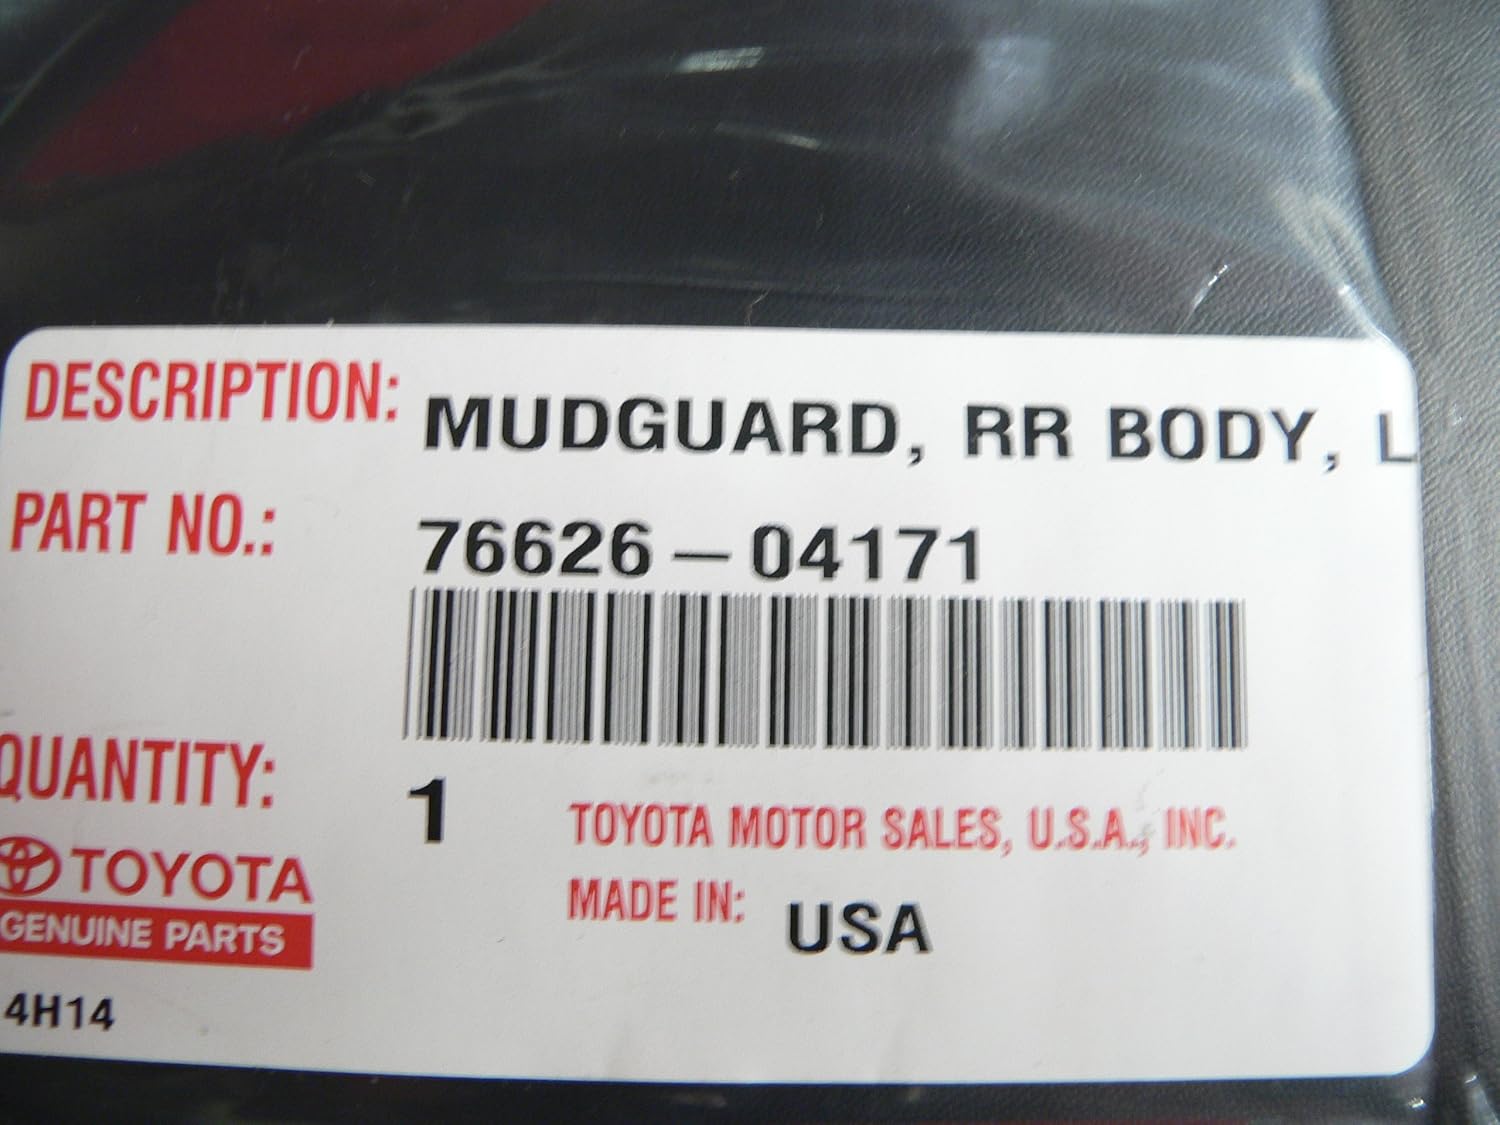 DESCRIPTION: MUDGUARD, RR BODY, L
PART NO.: 76626-04171
QUANTITY: 1
TOYOTA MOTOR SALES, U.S.A., INC.
TOYOTA
GENUINE PARTS
MADE IN: USA
4H14